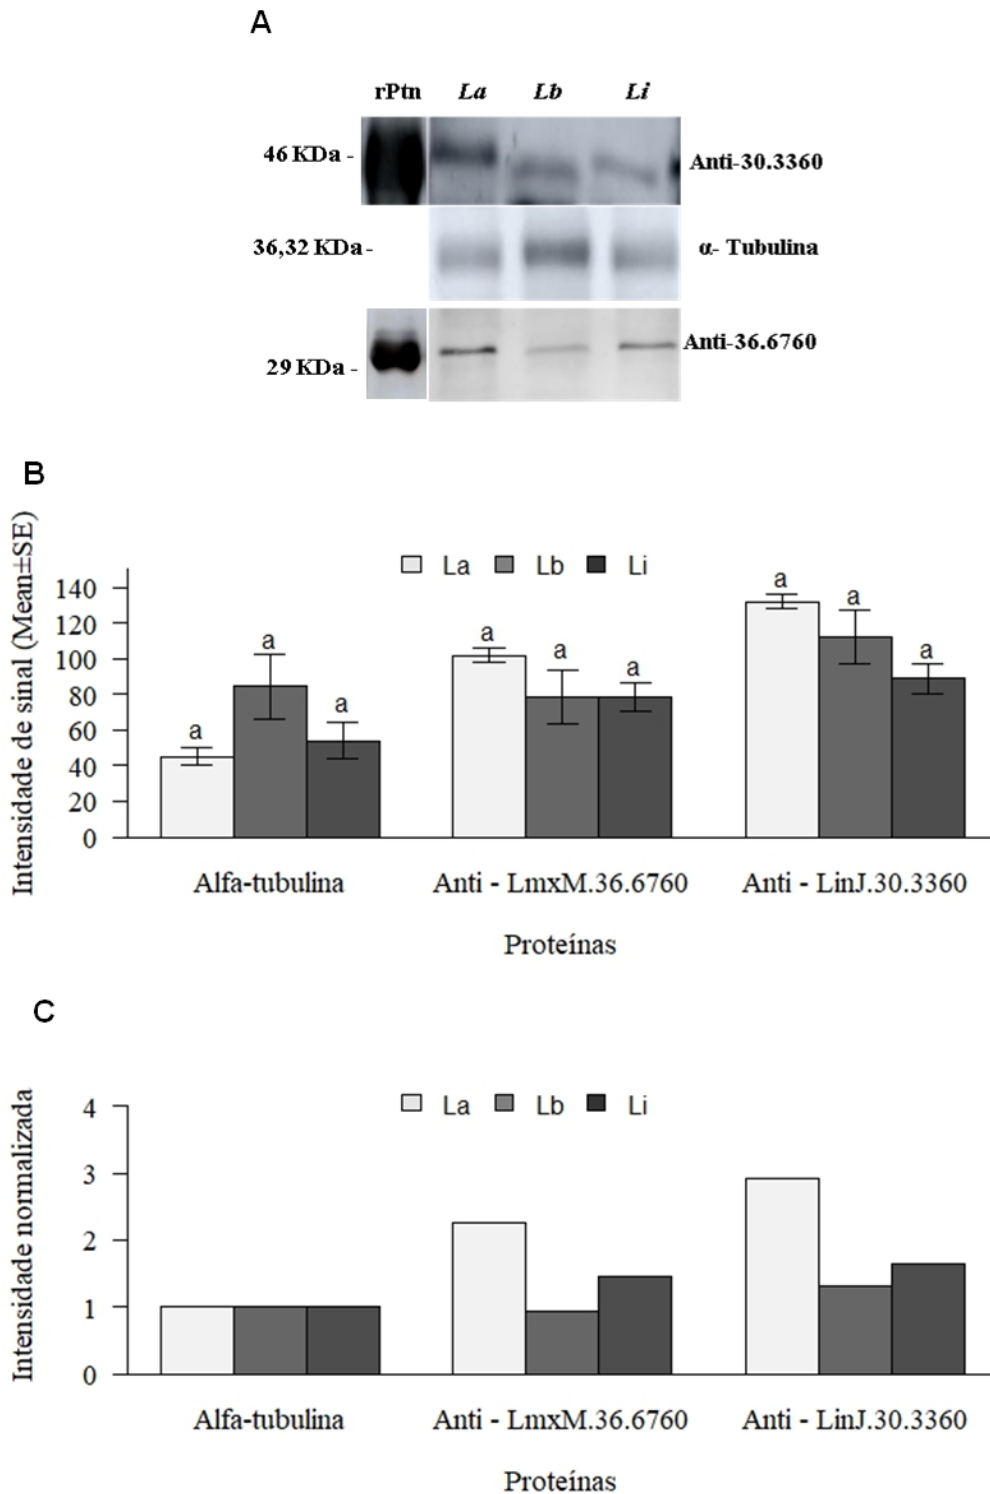 A
rPtn La Lb Li
46 KDa - Anti-30.3360
36,32 KDa- α- Tubulina
29 KDa - Anti-36.6760
B
Intensidade de sinal (Mean±SE)
La Lb Li
140
120
100
80
60
40
20
0
a a a a a a a a a
Alfa-tubulina Anti - LmxM.36.6760 Anti - LinJ.30.3360
Proteínas
C
Intensidade normalizada
La Lb Li
4
3
2
1
0
Alfa-tubulina Anti - LmxM.36.6760 Anti - LinJ.30.3360
Proteínas